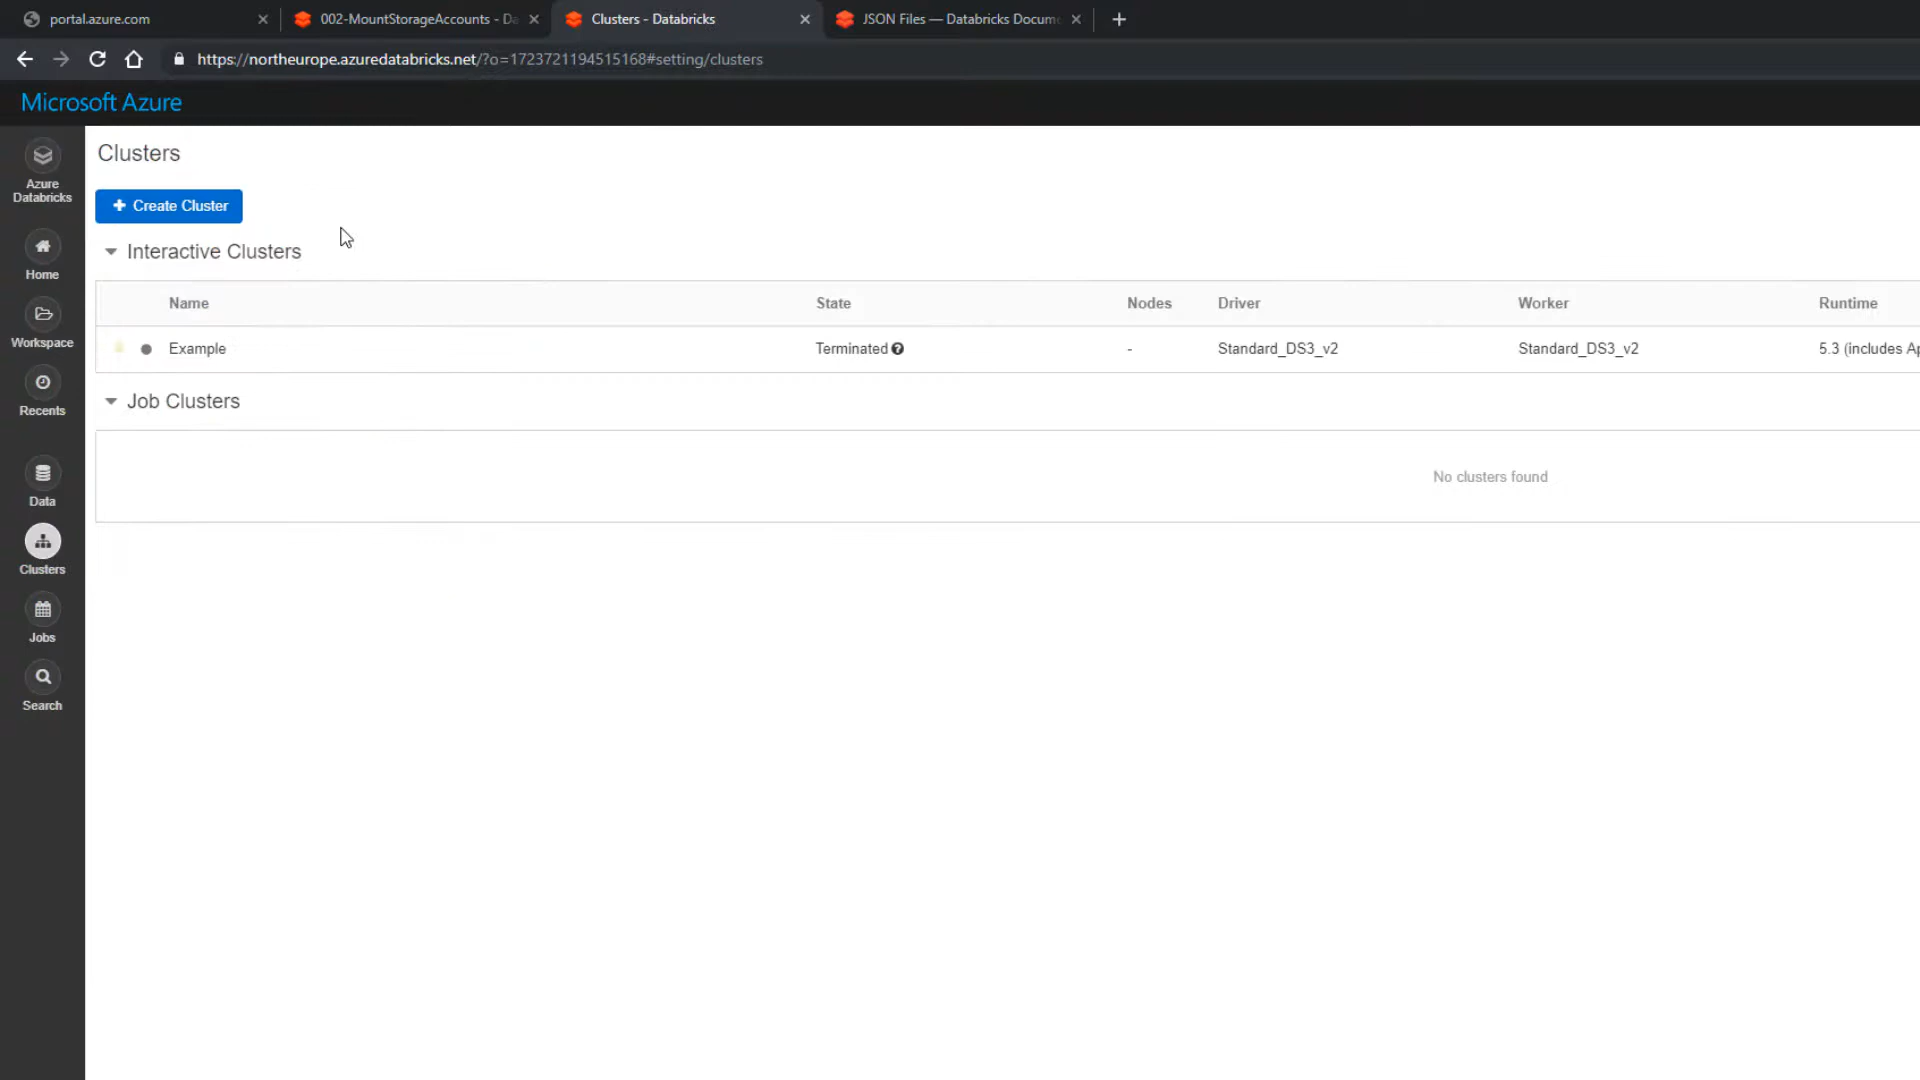 portal.azure.com
002-MountStorageAccounts - Da
Clusters - Databricks
JSON Files — Databricks Docum
https://northeurope.azuredatabricks.net/?o=1723721194515168#setting/clusters
Microsoft Azure
Azure
Databricks
Home
Workspace
Recents
Data
Clusters
Jobs
Search
Clusters
+ Create Cluster
Interactive Clusters
Name State Nodes Driver Worker Runtime
Example Terminated - Standard_DS3_v2 Standard_DS3_v2 5.3 (includes Ap
Job Clusters
No clusters found